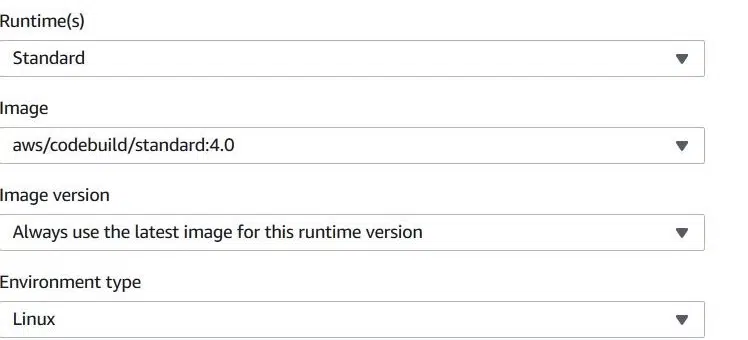 Runtime(s)
Standard
Image
aws/codebuild/standard:4.0
Image version
Always use the latest image for this runtime version
Environment type
Linux